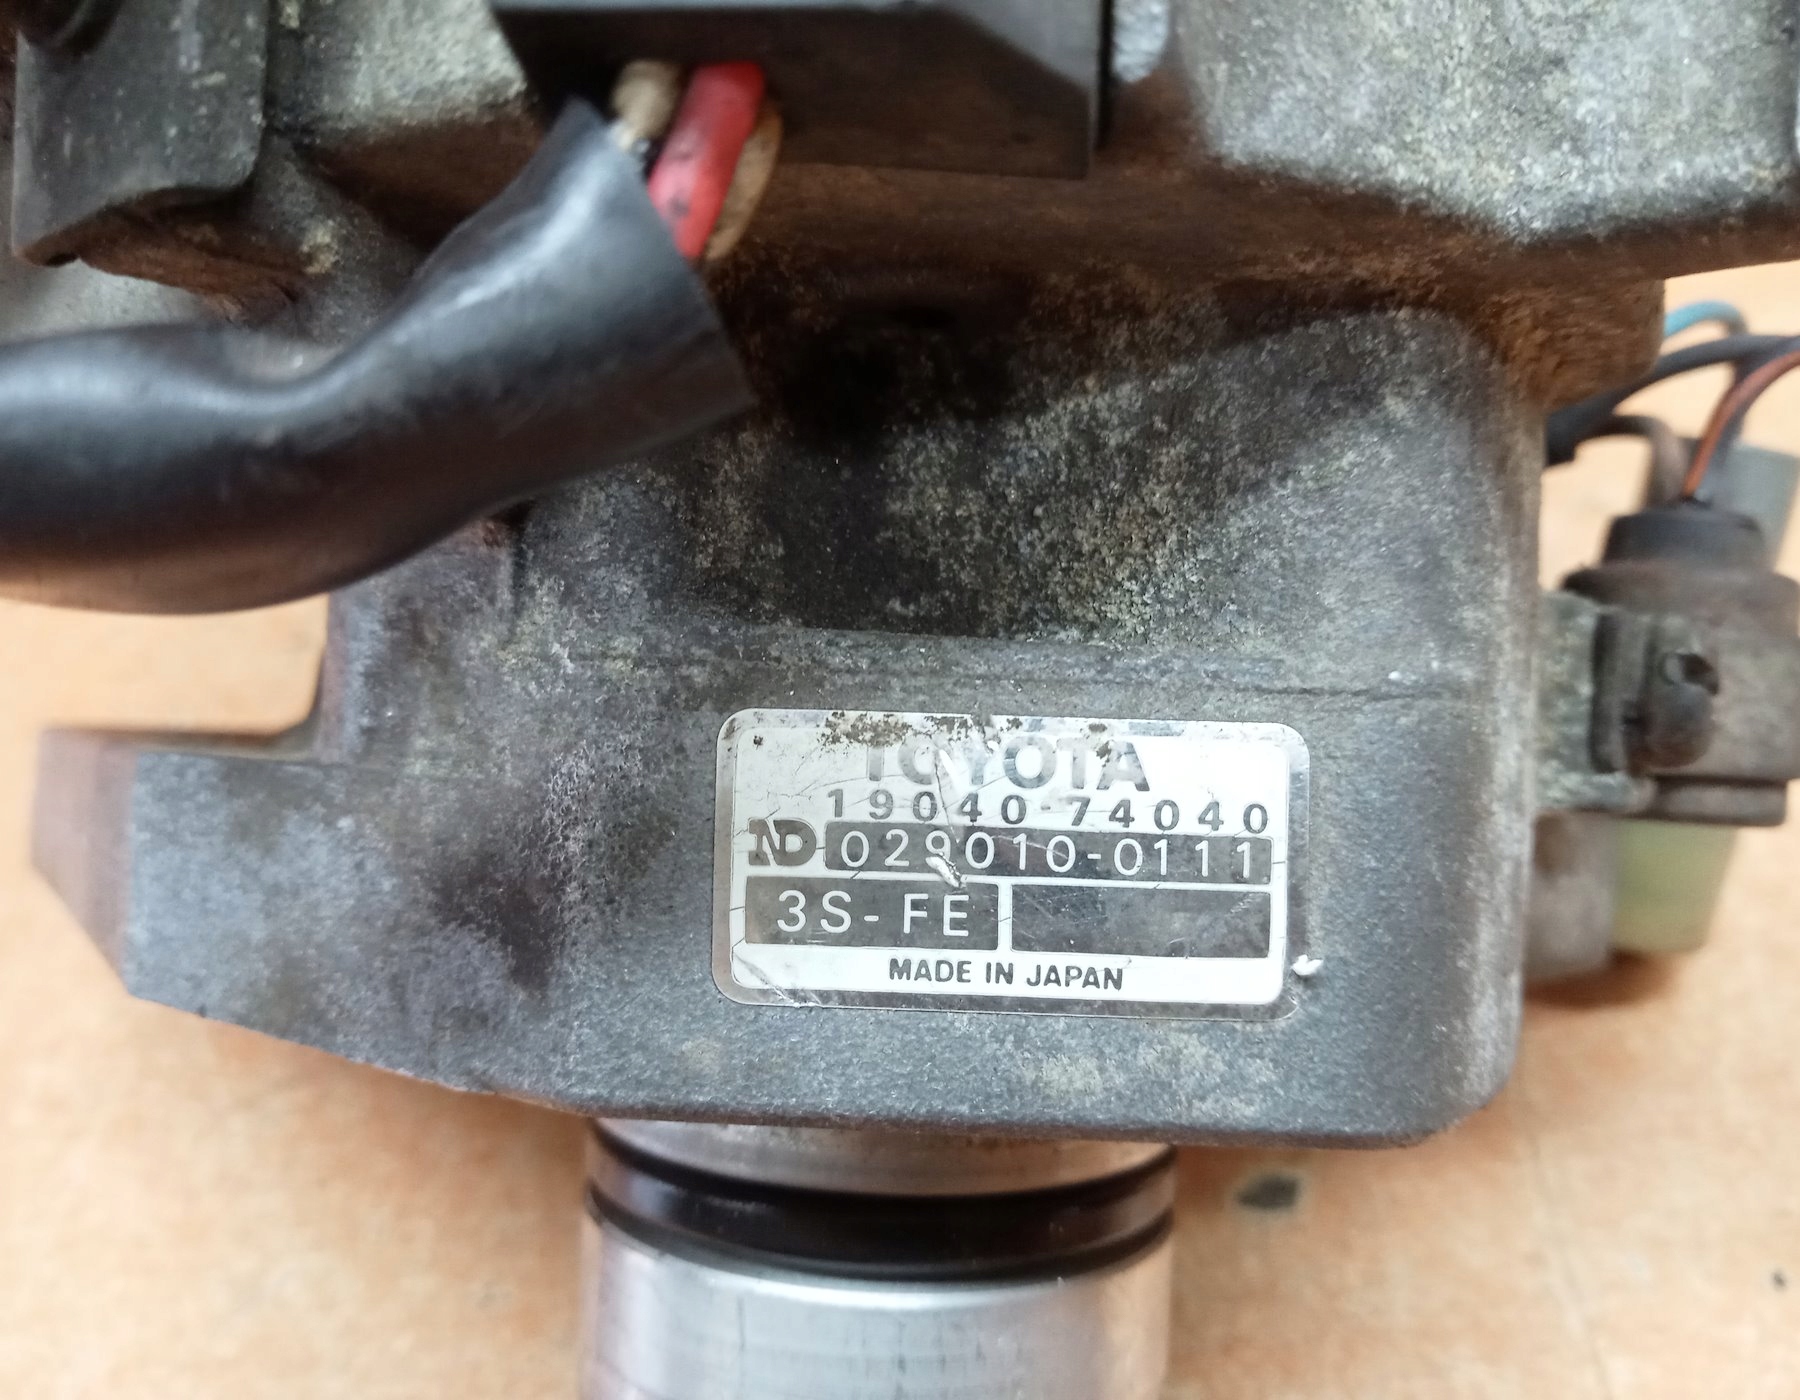 TOYOTA
19040-74040
ND 029010-0111
3S-FE
MADE IN JAPAN